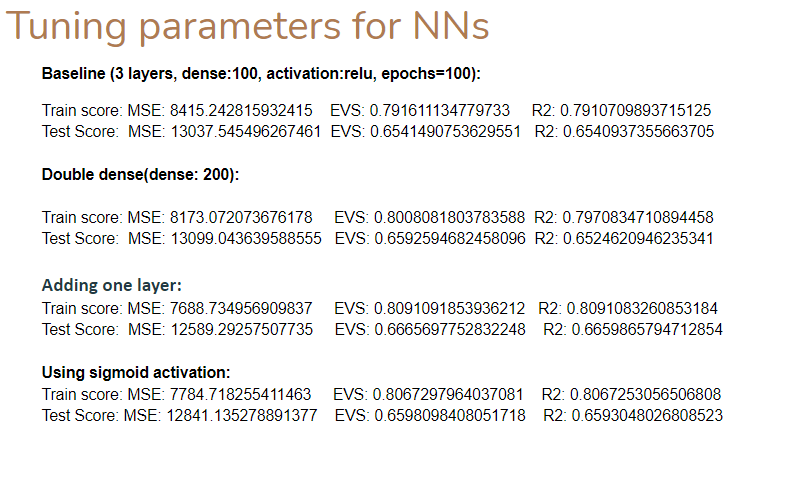 Tuning parameters for NNs
Baseline (3 layers, dense:100, activation:relu, epochs=100):
Train score: MSE: 8415.242815932415 EVS: 0.791611134779733 R2: 0.7910709893715125
Test Score: MSE: 13037.545496267461 EVS: 0.6541490753629551 R2: 0.6540937355663705
Double dense(dense: 200):
Train score: MSE: 8173.072073676178 EVS: 0.8008081803783588 R2: 0.7970834710894458
Test Score: MSE: 13099.043639588555 EVS: 0.6592594682458096 R2: 0.6524620946235341
Adding one layer:
Train score: MSE: 7688.734956909837 EVS: 0.8091091853936212 R2: 0.8091083260853184
Test Score: MSE: 12589.29257507735 EVS: 0.6665697752832248 R2: 0.6659865794712854
Using sigmoid activation:
Train score: MSE: 7784.718255411463 EVS: 0.8067297964037081 R2: 0.8067253056506808
Test Score: MSE: 12841.135278891377 EVS: 0.6598098408051718 R2: 0.6593048026808523